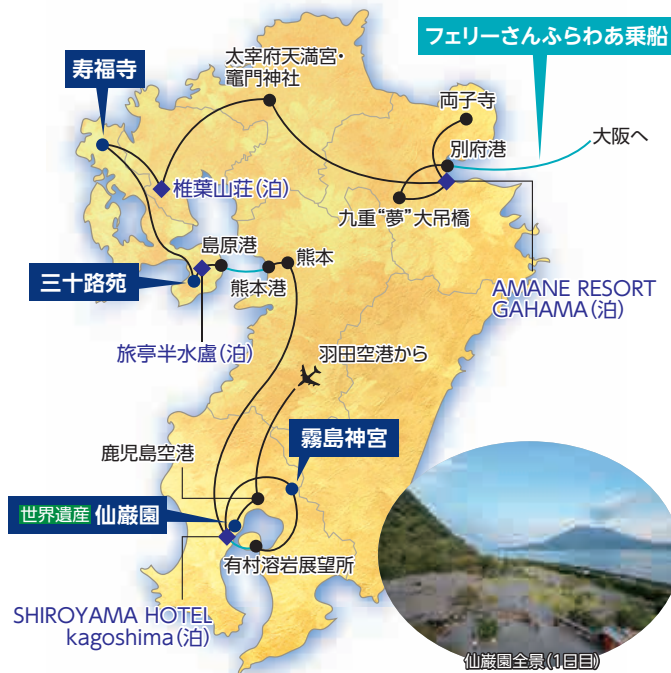 フェリーさんふらわあ乗船
寿福寺
太宰府天満宮・
竈門神社
両子寺
別府港
大阪へ
椎葉山荘(泊)
九重“夢”大吊橋
島原港
熊本
熊本港
三十路苑
AMANE RESORT
GAHAMA(泊)
旅亭半水盧(泊)
羽田空港から
霧島神宮
鹿児島空港
世界遺産 仙巌園
有村溶岩展望所
SHIROYAMA HOTEL
kagoshima(泊)
仙巌園全景(1日目)